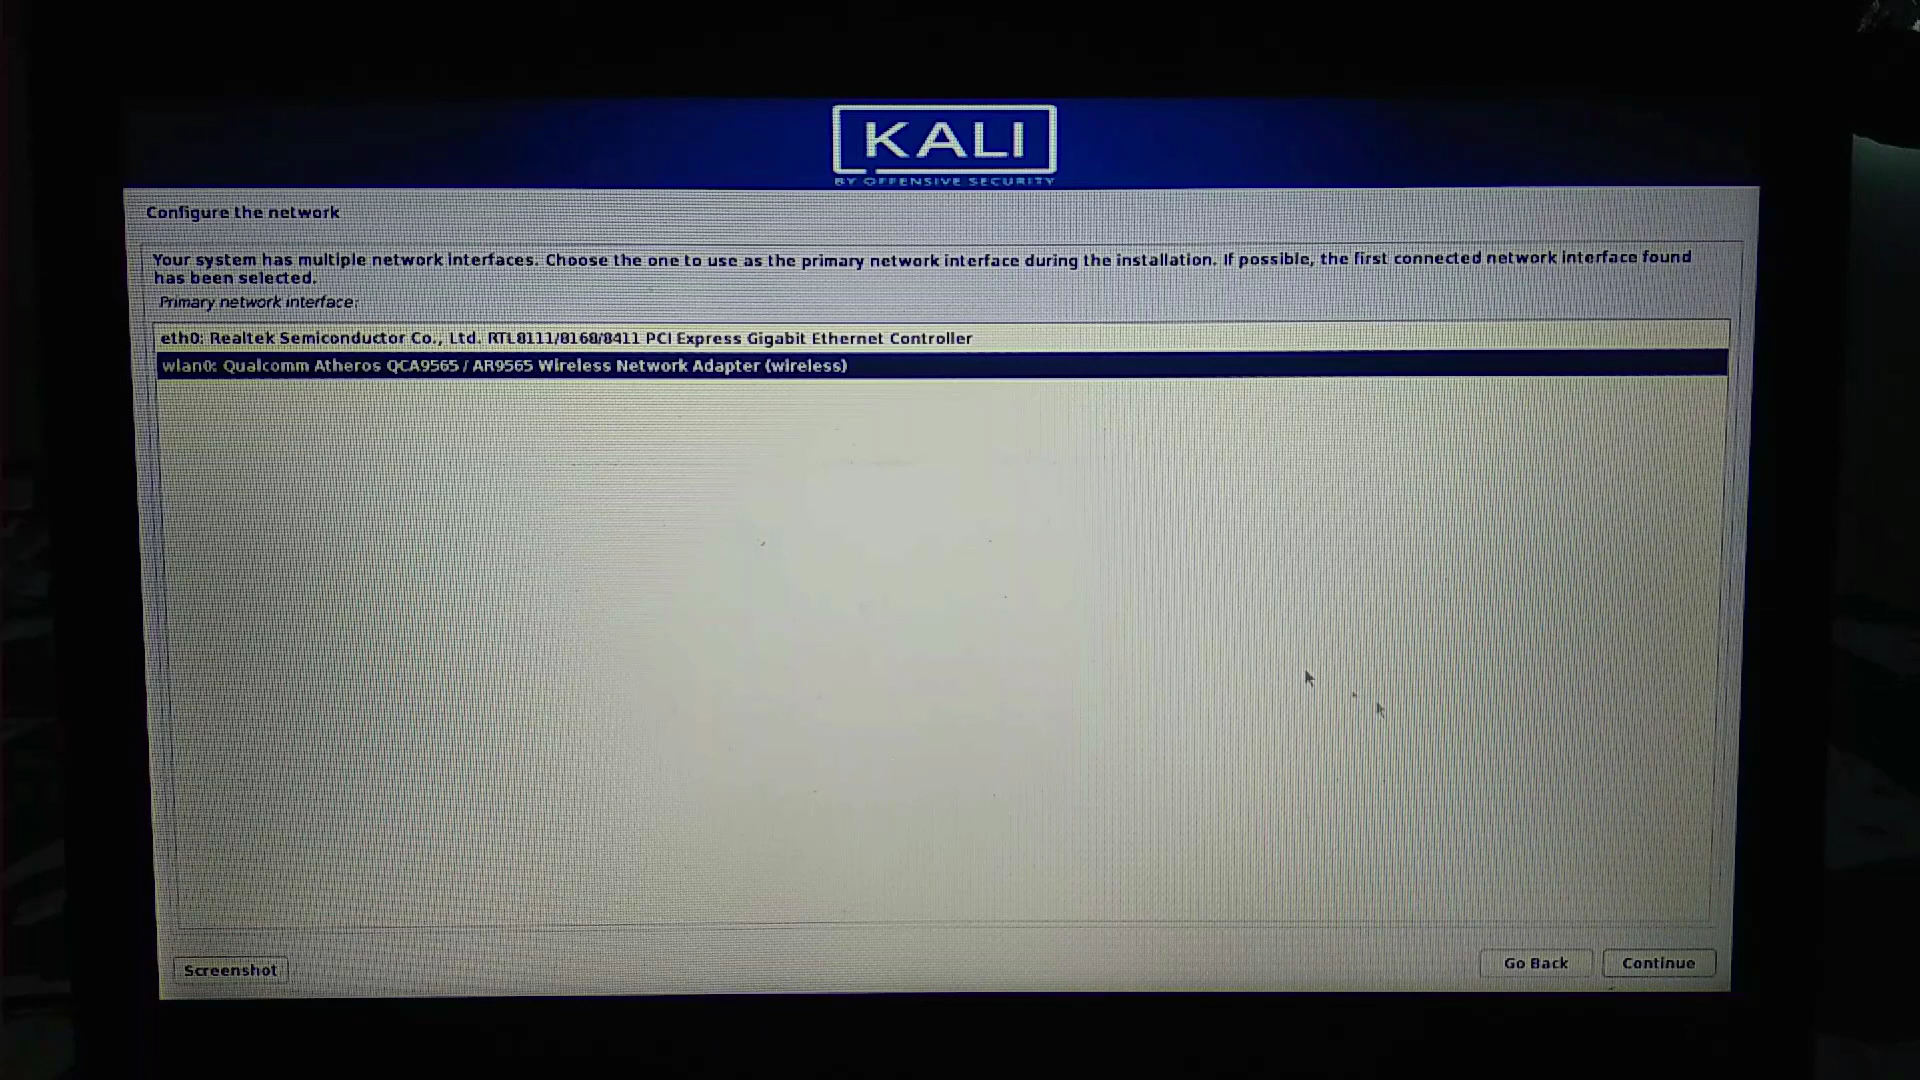 KALI
BY OFFENSIVE SECURITY
Configure the network
Your system has multiple network interfaces. Choose the one to use as the primary network interface during the installation. If possible, the first connected network interface found
has been selected.
Primary network interface:
eth0: Realtek Semiconductor Co., Ltd. RTL8111/8168/8411 PCI Express Gigabit Ethernet Controller
wlan0: Qualcomm Atheros QCA9565 / AR9565 Wireless Network Adapter (wireless)
Screenshot
Go Back
Continue